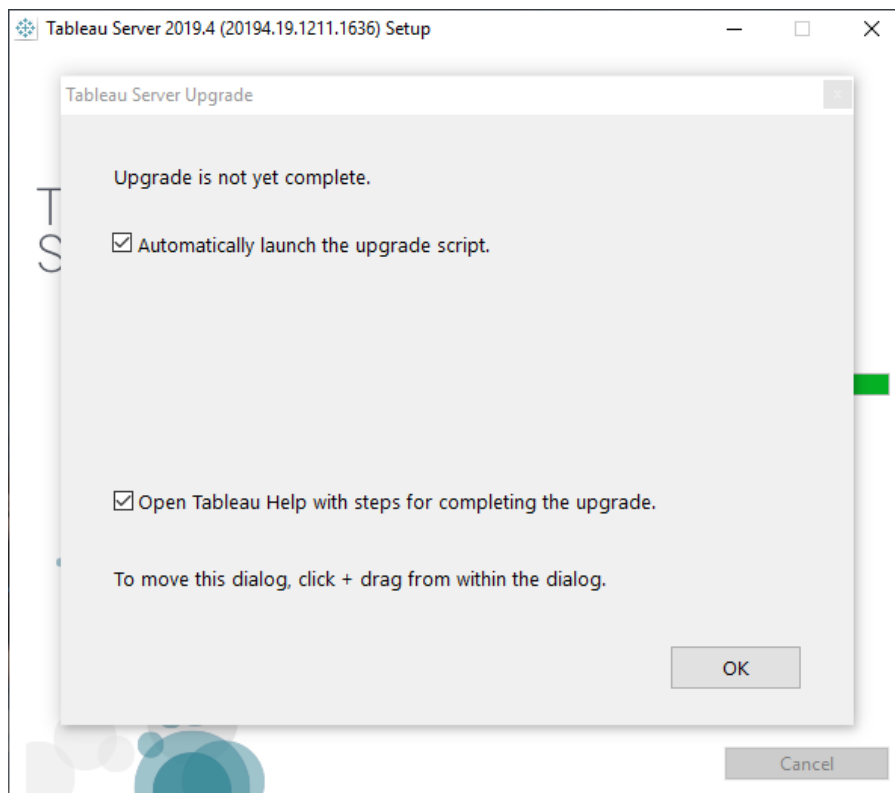 Tableau Server 2019.4 (20194.19.1211.1636) Setup
Tableau Server Upgrade
Upgrade is not yet complete.
T
Automatically launch the upgrade script.
S
Open Tableau Help with steps for completing the upgrade.
To move this dialog, click + drag from within the dialog.
OK
Cancel